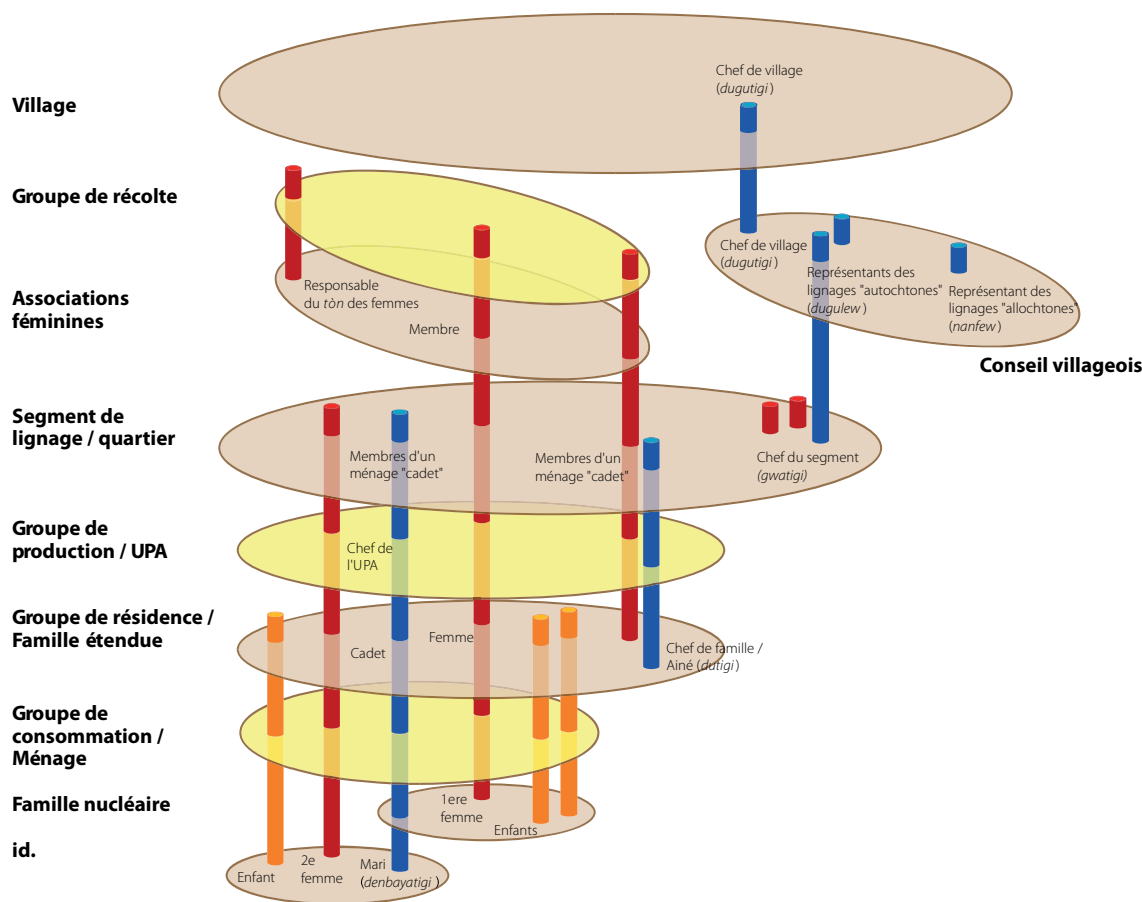 Village
Chef de village
(dugutigi)
Groupe de récolte
Chef de village
(dugutigi)
Responsable
du tòn des femmes
Membre
Représentants des
lignages "autochtones"
(dugulew)
Représentant des
lignages "allochtones"
(nanfew)
Associations
féminines
Conseil villageois
Segment de
lignage / quartier
Membres d'un
ménage "cadet"
Membres d'un
ménage "cadet"
Chef du segment
(gwatigi)
Groupe de
production / UPA
Chef de
l'UPA
Groupe de résidence /
Famille étendue
Cadet
Femme
Chef de famille /
Ainé (dutigi)
Groupe de
consommation /
Ménage
Famille nucléaire
1ere
femme
Enfants
id.
Enfant
2e
femme
Mari
(denbayatigi)